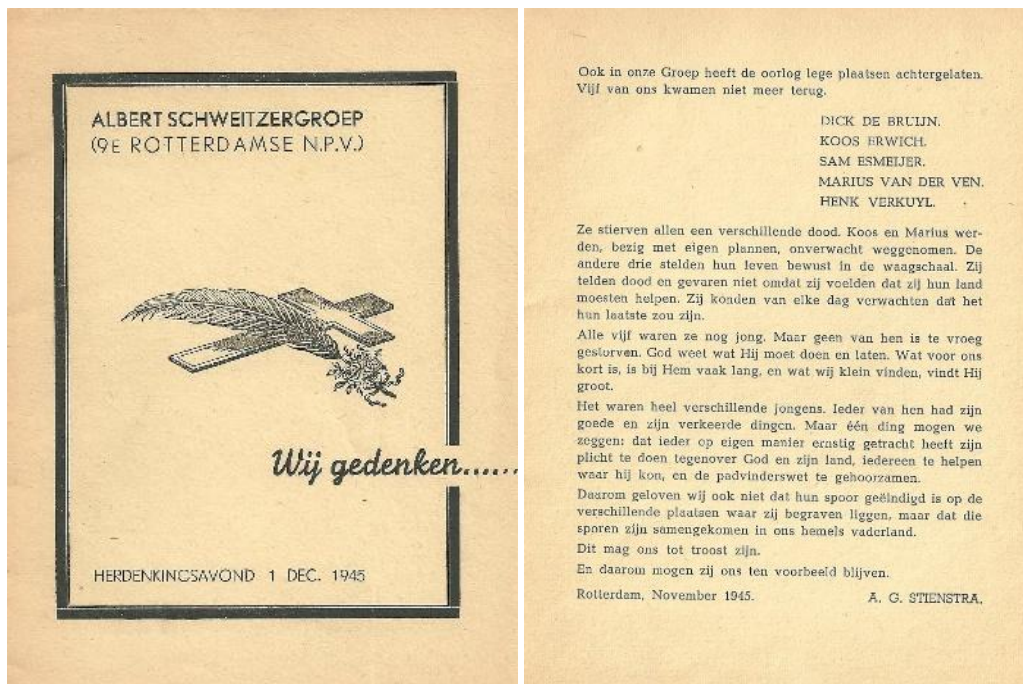 ALBERT SCHWEITZERGROEP
(9E ROTTERDAMSE N.P.V.)
Wij gedenken......
HERDENKINGSAVOND 1 DEC. 1945
Ook in onze Groep heeft de oorlog lege plaatsen achtergelaten.
Vijf van ons kwamen niet meer terug.
DICK DE BRUIJN.
KOOS ERWICH.
SAM ESMEIJER.
MARIUS VAN DER VEN.
HENK VERKUYL.
Ze stierven allen een verschillende dood. Koos en Marius wer-
den, bezig met eigen plannen, onverwacht weggenomen. De
andere drie stelden hun leven bewust in de waagschaal. Zij
telden dood en gevaren niet omdat zij voelden dat zij hun land
moesten helpen. Zij konden van elke dag verwachten dat het
hun laatste zou zijn.
Alle vijf waren ze nog jong. Maar geen van hen is te vroeg
gestorven. God weet wat Hij moet doen en laten. Wat voor ons
kort is, is bij Hem vaak lang, en wat wij klein vinden, vindt Hij
groot.
Het waren heel verschillende jongens. Ieder van hen had zijn
goede en zijn verkeerde dingen. Maar één ding mogen we
zeggen: dat ieder op eigen manier ernstig getracht heeft zijn
plicht te doen tegenover God en zijn land, iedereen te helpen
waar hij kon, en de padvinderswet te gehoorzamen.
Daarom geloven wij ook niet dat hun spoor geëindigd is op de
verschillende plaatsen waar zij begraven liggen, maar dat die
sporen zijn samengekomen in ons hemels vaderland.
Dit mag ons tot troost zijn.
En daarom mogen zij ons ten voorbeeld blijven.
Rotterdam, November 1945. A. G. STIENSTRA.